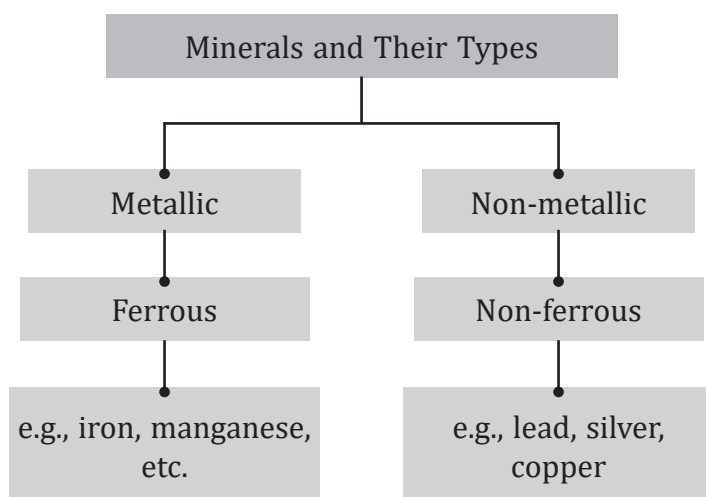 Minerals and Their Types
Metallic
Non-metallic
Ferrous
Non-ferrous
e.g., iron, manganese,
etc.
e.g., lead, silver,
copper